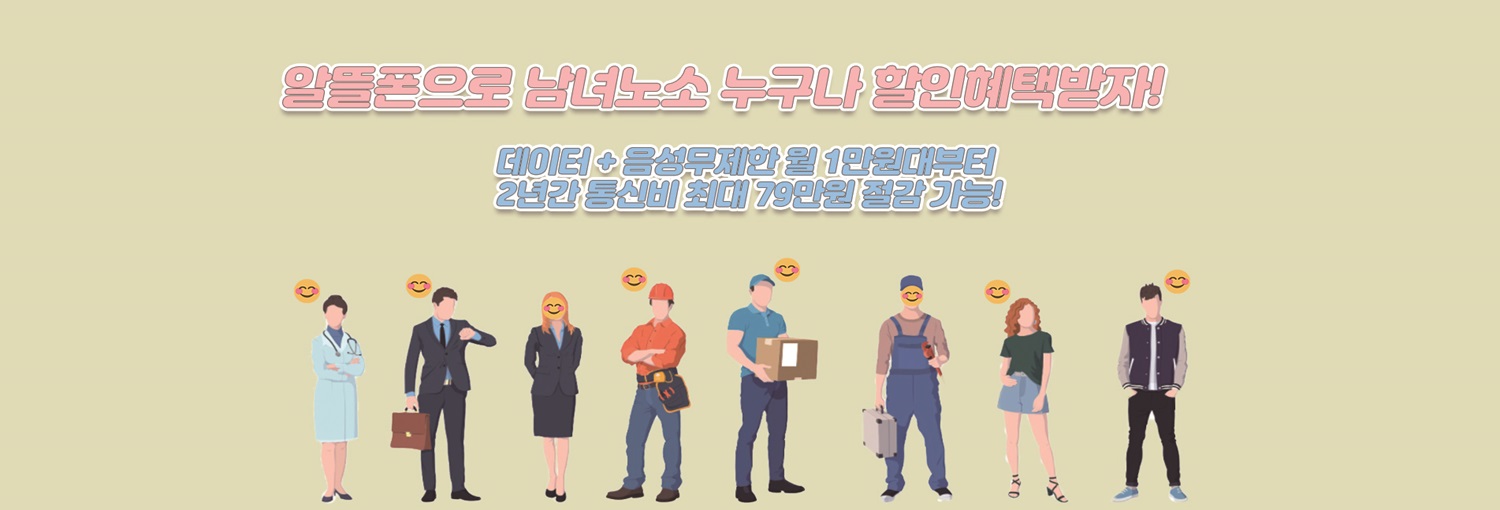 알뜰폰으로 남녀노소 누구나 할인혜택받자!
데이터 + 음성무제한 월 1만원대부터
2년간 통신비 최대 79만원 절감 가능!